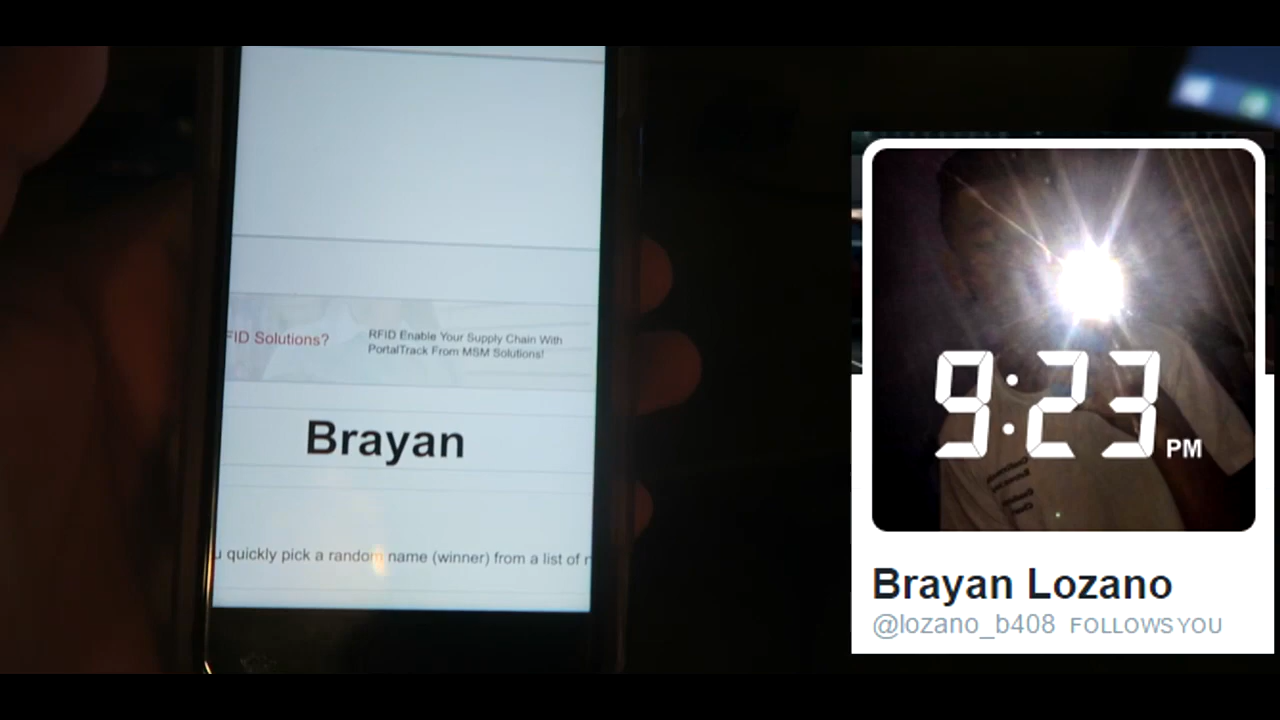 FID Solutions?
RFID Enable Your Supply Chain With
PortalTrack From MSM Solutions!
Brayan
quickly pick a random name (winner) from a list of
9:23 PM
Brayan Lozano
@lozano_b408 FOLLOWS YOU